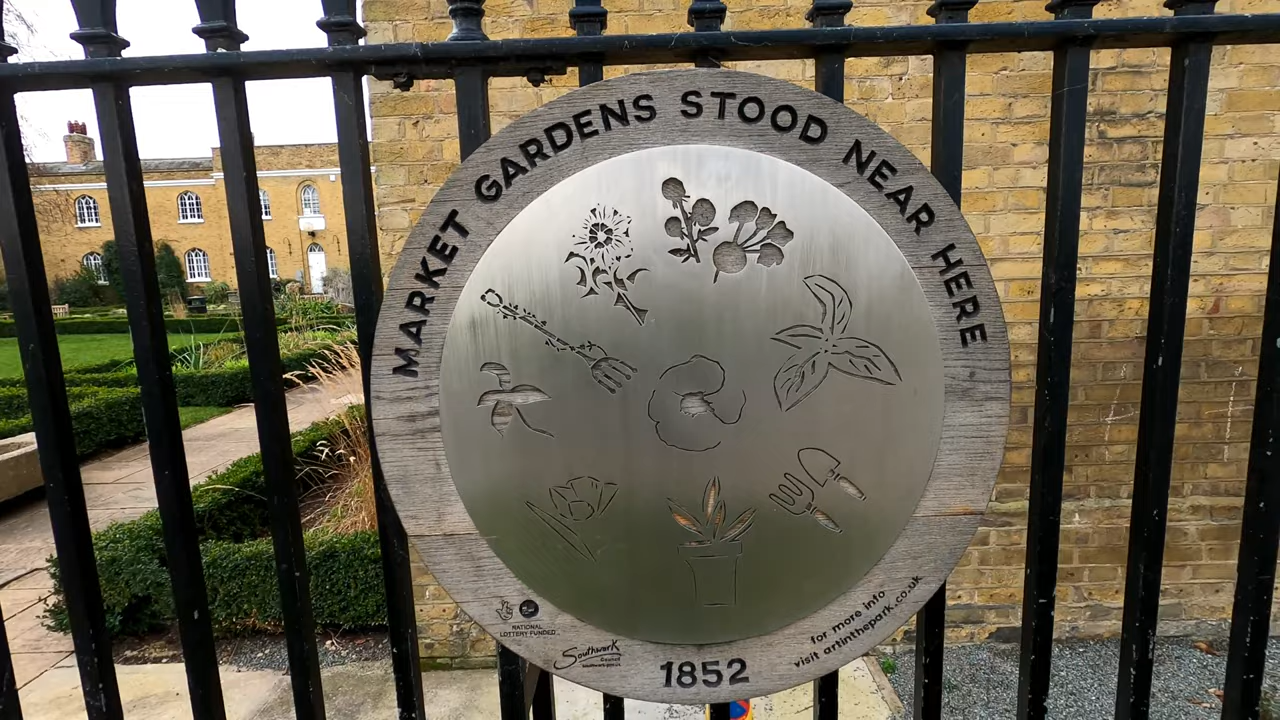 MARKET GARDENS STOOD NEAR HERE
NATIONAL
LOTTERY FUNDED
Southwark
Council
1852
for more info
visit artinthepark.co.uk